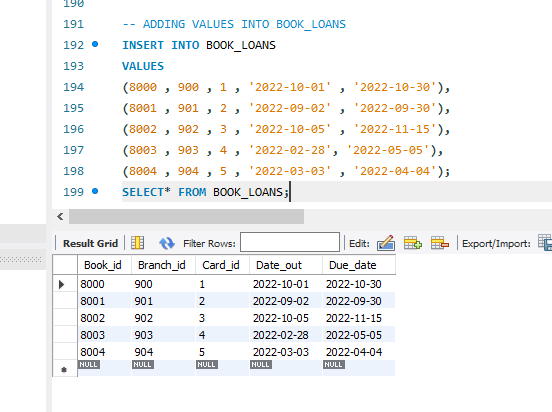 190
191 -- ADDING VALUES INTO BOOK_LOANS
192 INSERT INTO BOOK_LOANS
193 VALUES
194 (8000 , 900 , 1 , '2022-10-01' , '2022-10-30'),
195 (8001 , 901 , 2 , '2022-09-02' , '2022-09-30'),
196 (8002 , 902 , 3 , '2022-10-05' , '2022-11-15'),
197 (8003 , 903 , 4 , '2022-02-28', '2022-05-05'),
198 (8004 , 904 , 5 , '2022-03-03' , '2022-04-04');
199 SELECT* FROM BOOK_LOANS;
Result Grid Filter Rows: Edit: Export/Import:
Book_id Branch_id Card_id Date_out Due_date
8000 900 1 2022-10-01 2022-10-30
8001 901 2 2022-09-02 2022-09-30
8002 902 3 2022-10-05 2022-11-15
8003 903 4 2022-02-28 2022-05-05
8004 904 5 2022-03-03 2022-04-04
NULL NULL NULL NULL NULL